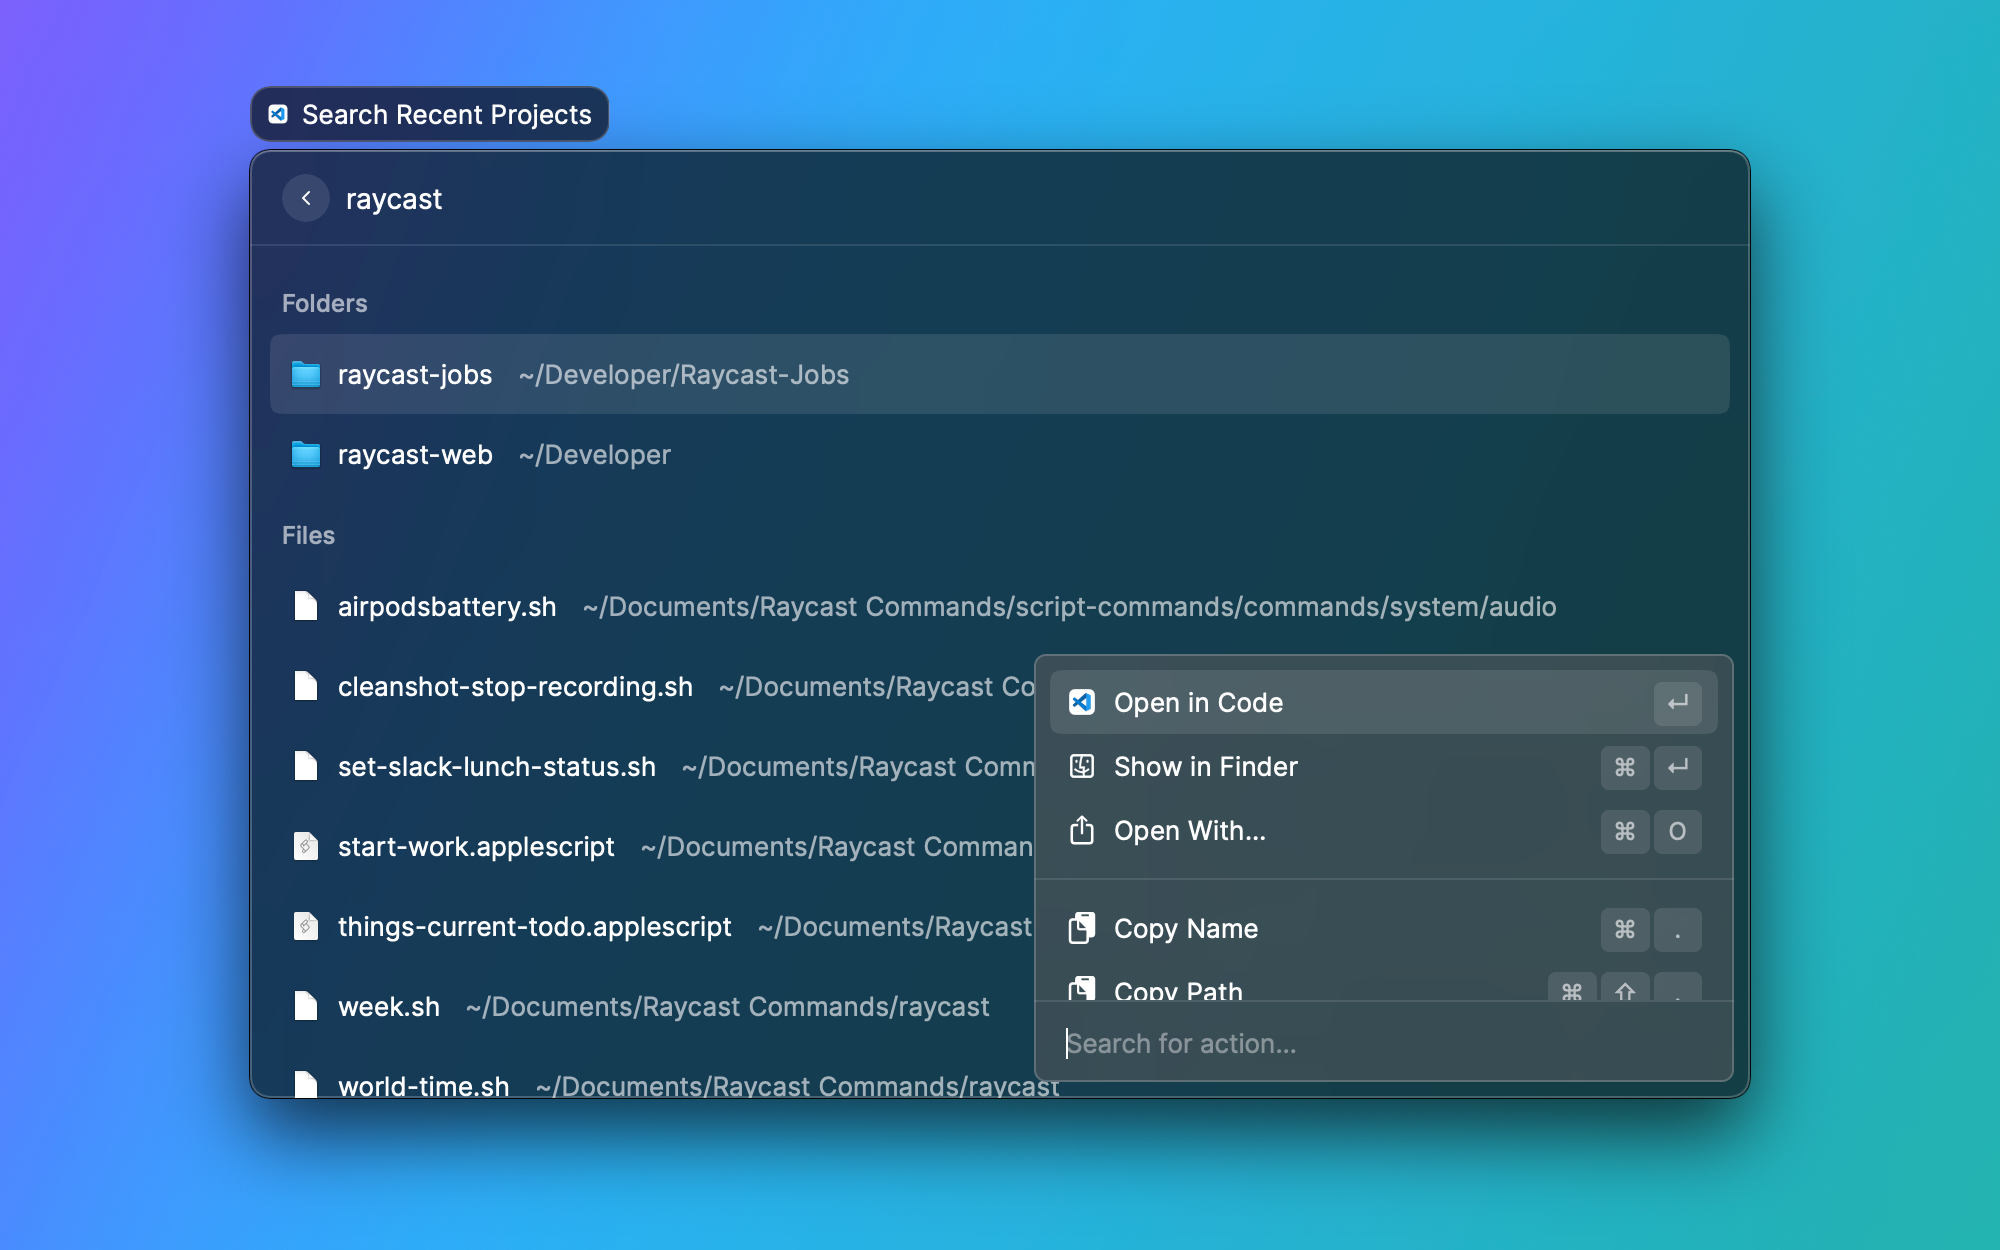 Search Recent Projects
raycast
Folders
raycast-jobs ~/Developer/Raycast-Jobs
raycast-web ~/Developer
Files
airpodsbattery.sh ~/Documents/Raycast Commands/script-commands/commands/system/audio
cleanshot-stop-recording.sh ~/Documents/Raycast Co
set-slack-lunch-status.sh ~/Documents/Raycast Comm
start-work.applescript ~/Documents/Raycast Comman
things-current-todo.applescript ~/Documents/Raycast
week.sh ~/Documents/Raycast Commands/raycast
world-time.sh ~/Documents/Raycast Commands/raycast
Open in Code ↵
Show in Finder ⌘ ↵
Open With... ⌘ O
Copy Name ⌘ .
Copy Path ⌘ ⇧ .
Search for action...